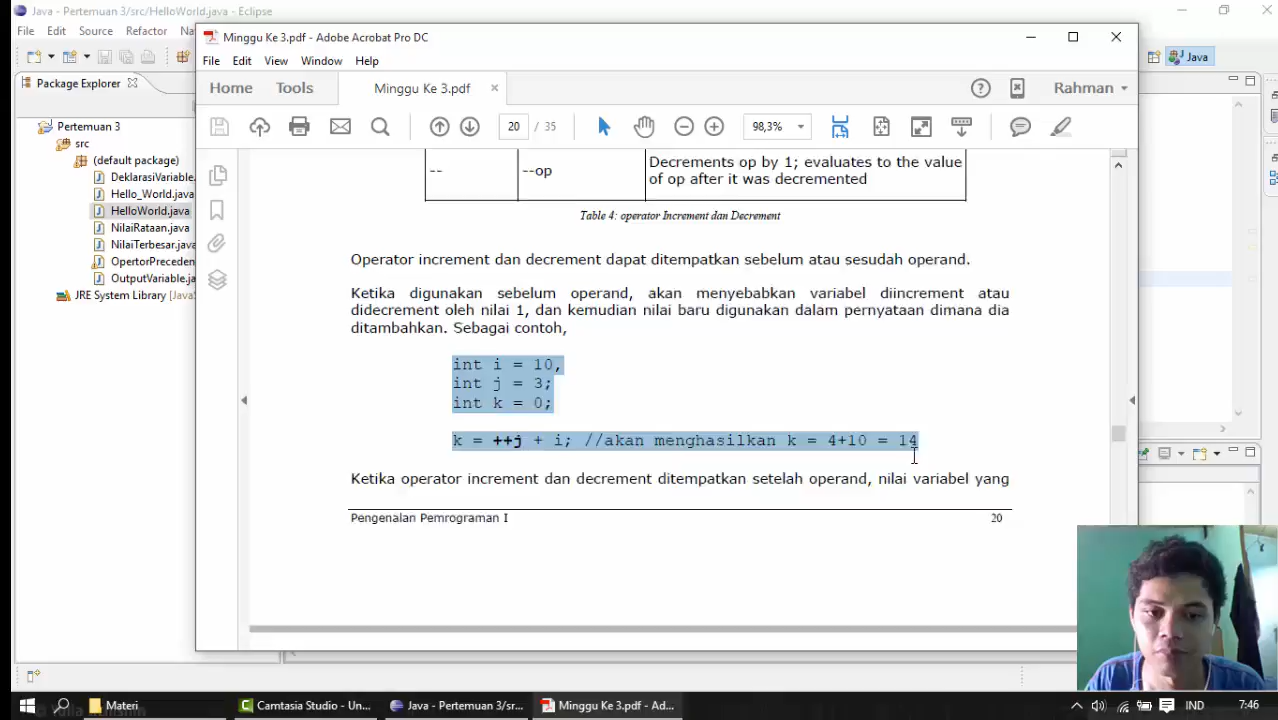 Java - Pertemuan 3/src/HelloWorld.java - Eclipse
File Edit Source Refactor Na
Java
Package Explorer
Pertemuan 3
src
(default package)
DeklarasiVariable.
Hello_World.java
HelloWorld.java
NilaiRataan.java
NilaiTerbesar.java
OpertorPreceden
OutputVariable.ja
JRE System Library [Java
Minggu Ke 3.pdf - Adobe Acrobat Pro DC
File Edit View Window Help
Home Tools Minggu Ke 3.pdf × Rahman
20 / 35 98,3%
-- --op Decrements op by 1; evaluates to the value
of op after it was decremented
Table 4: operator Increment dan Decrement
Operator increment dan decrement dapat ditempatkan sebelum atau sesudah operand.
Ketika digunakan sebelum operand, akan menyebabkan variabel diincrement atau
didecrement oleh nilai 1, dan kemudian nilai baru digunakan dalam pernyataan dimana dia
ditambahkan. Sebagai contoh,
int i = 10,
int j = 3;
int k = 0;
k = ++j + i; //akan menghasilkan k = 4+10 = 14
Ketika operator increment dan decrement ditempatkan setelah operand, nilai variabel yang
Pengenalan Pemrograman I 20
Materi Camtasia Studio - Un... Java - Pertemuan 3/sr... Minggu Ke 3.pdf - Ad... IND 7:46